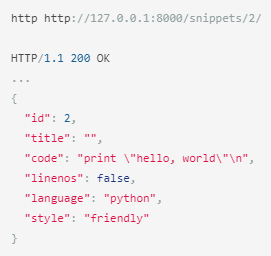 http http://127.0.0.1:8000/snippets/2/
HTTP/1.1 200 OK
...
{
  "id": 2,
  "title": "",
  "code": "print \"hello, world\"\n",
  "linenos": false,
  "language": "python",
  "style": "friendly"
}